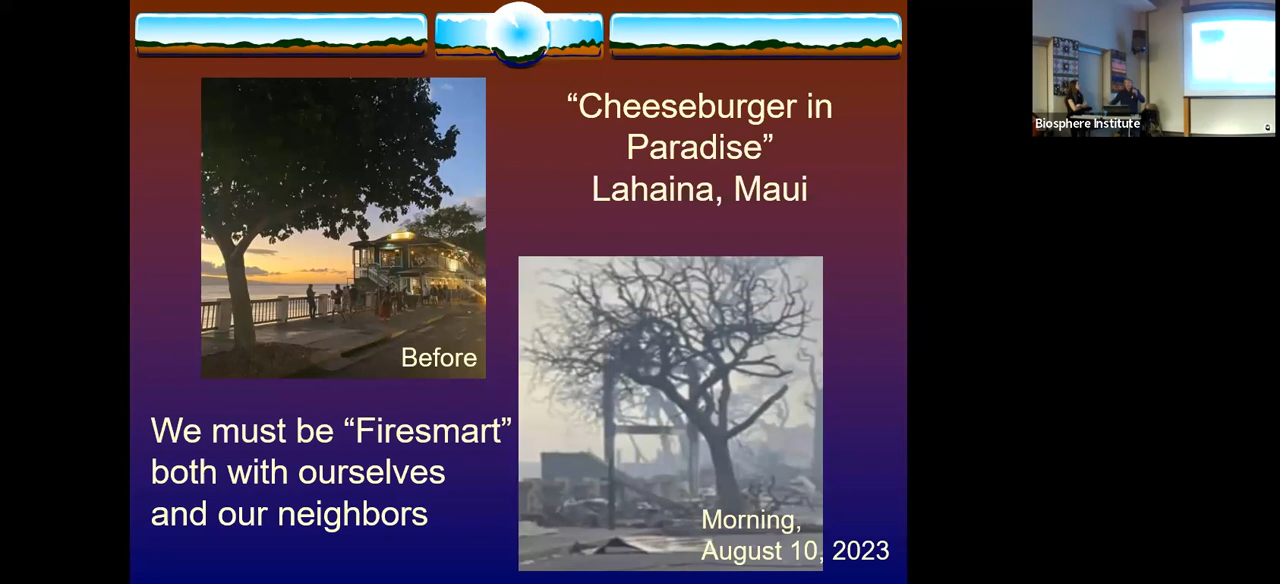 “Cheeseburger in
Paradise”
Lahaina, Maui
Before
We must be “Firesmart”
both with ourselves
and our neighbors
Morning,
August 10, 2023
Biosphere Institute